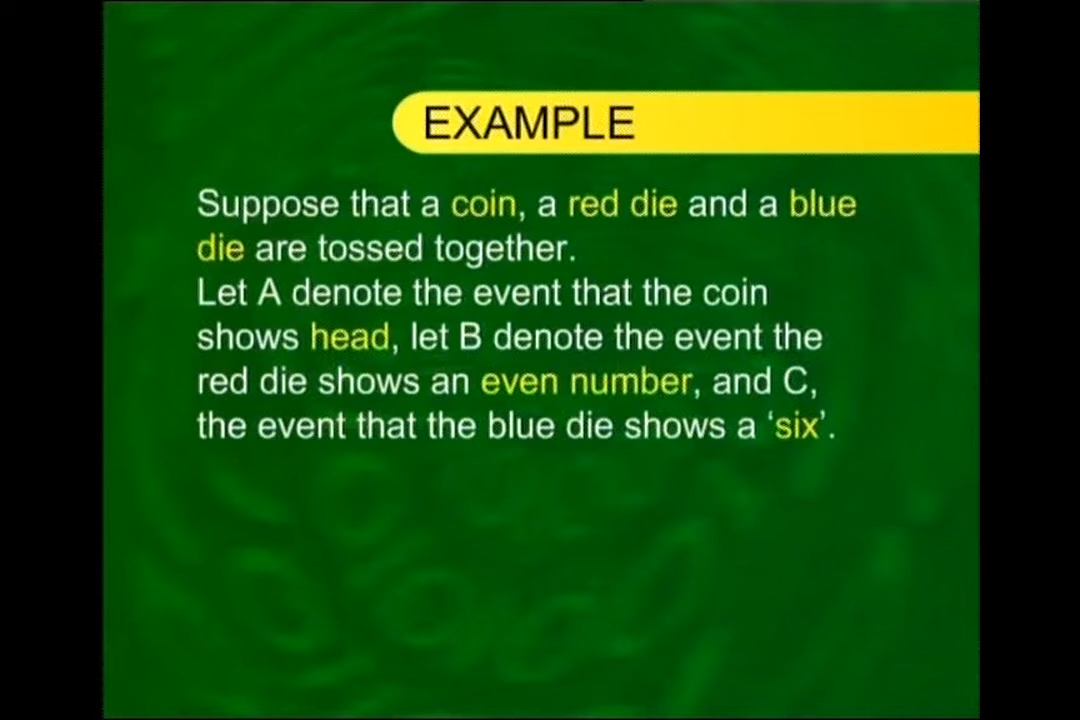 EXAMPLE
Suppose that a coin, a red die and a blue
die are tossed together.
Let A denote the event that the coin
shows head, let B denote the event the
red die shows an even number, and C,
the event that the blue die shows a ‘six’.